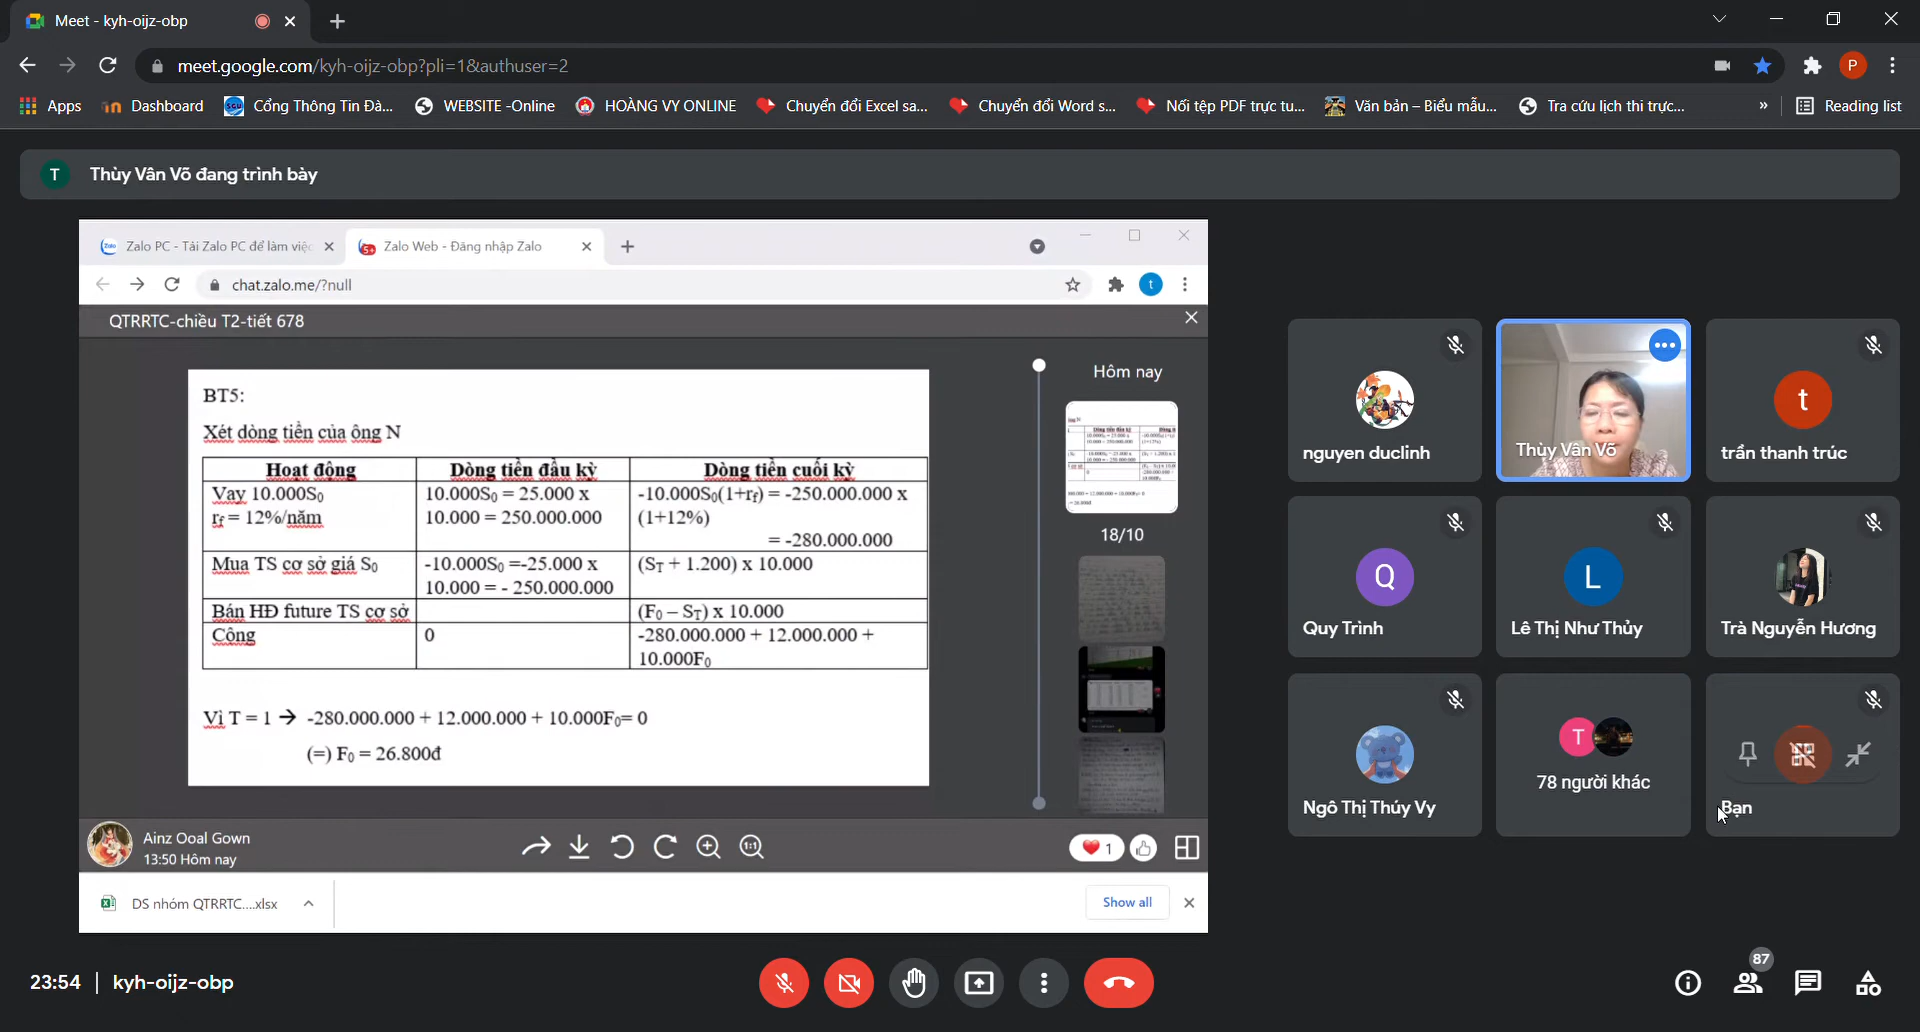 Meet - kyh-oijz-obp
meet.google.com/kyh-oijz-obp?pli=1&authuser=2
P
Apps
Dashboard
Cổng Thông Tin Đà...
WEBSITE -Online
HOÀNG VY ONLINE
Chuyển đổi Excel sa...
Chuyển đổi Word s...
Nối tệp PDF trực tu...
Văn bản – Biểu mẫu...
Tra cứu lịch thi trực...
»
Reading list
T
Thùy Vân Võ đang trình bày
Zalo PC - Tải Zalo PC để làm việc
Zalo Web - Đăng nhập Zalo
chat.zalo.me/?null
t
QTRRTC-chiều T2-tiết 678
BT5:
Xét dòng tiền của ông N
Hoạt động Dòng tiền đầu kỳ Dòng tiền cuối kỳ
Vay 10.000S₀ 10.000S₀ = 25.000 x -10.000S₀(1+rf) = -250.000.000 x
rf = 12%/năm 10.000 = 250.000.000 (1+12%)
= -280.000.000
Mua TS cơ sở giá S₀ -10.000S₀ =-25.000 x (Sᴛ + 1.200) x 10.000
10.000 = - 250.000.000
Bán HĐ future TS cơ sở (F₀ – Sᴛ) x 10.000
Cộng 0 -280.000.000 + 12.000.000 +
10.000F₀
Vì T = 1 → -280.000.000 + 12.000.000 + 10.000F₀= 0
(=) F₀ = 26.800đ
Hôm nay
18/10
Ainz Ooal Gown
13:50 Hôm nay
1:1
1
DS nhóm QTRRTC....xlsx
Show all
nguyen duclinh
Thùy Vân Võ
t
trần thanh trúc
Q
Quy Trình
L
Lê Thị Như Thủy
Trà Nguyễn Hương
Ngô Thị Thúy Vy
T
78 người khác
Bạn
23:54 | kyh-oijz-obp
87